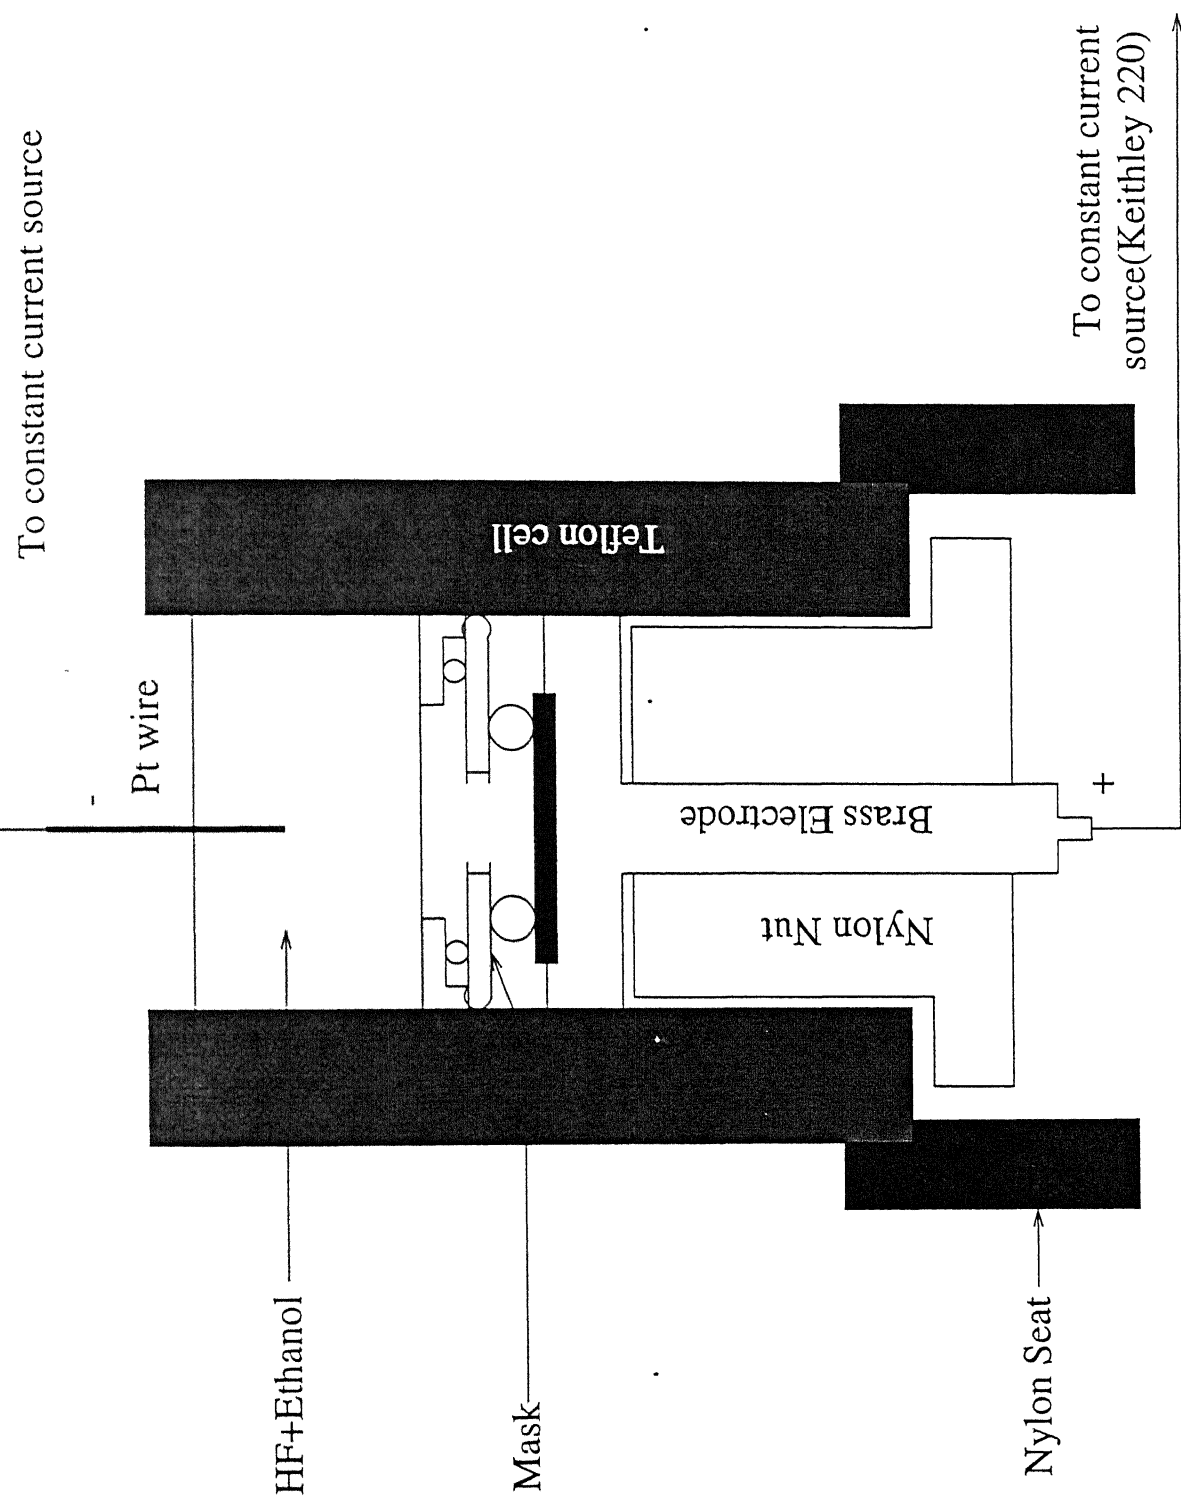 To constant current source
-
Pt wire
HF+Ethanol
Mask
Teflon cell
Brass Electrode
Nylon Nut
+
Nylon Seat
To constant current
source(Keithley 220)